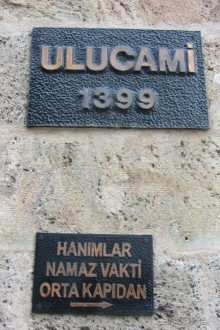 ULUCAMİ
1399
HANIMLAR
NAMAZ VAKTİ
ORTA KAPIDAN